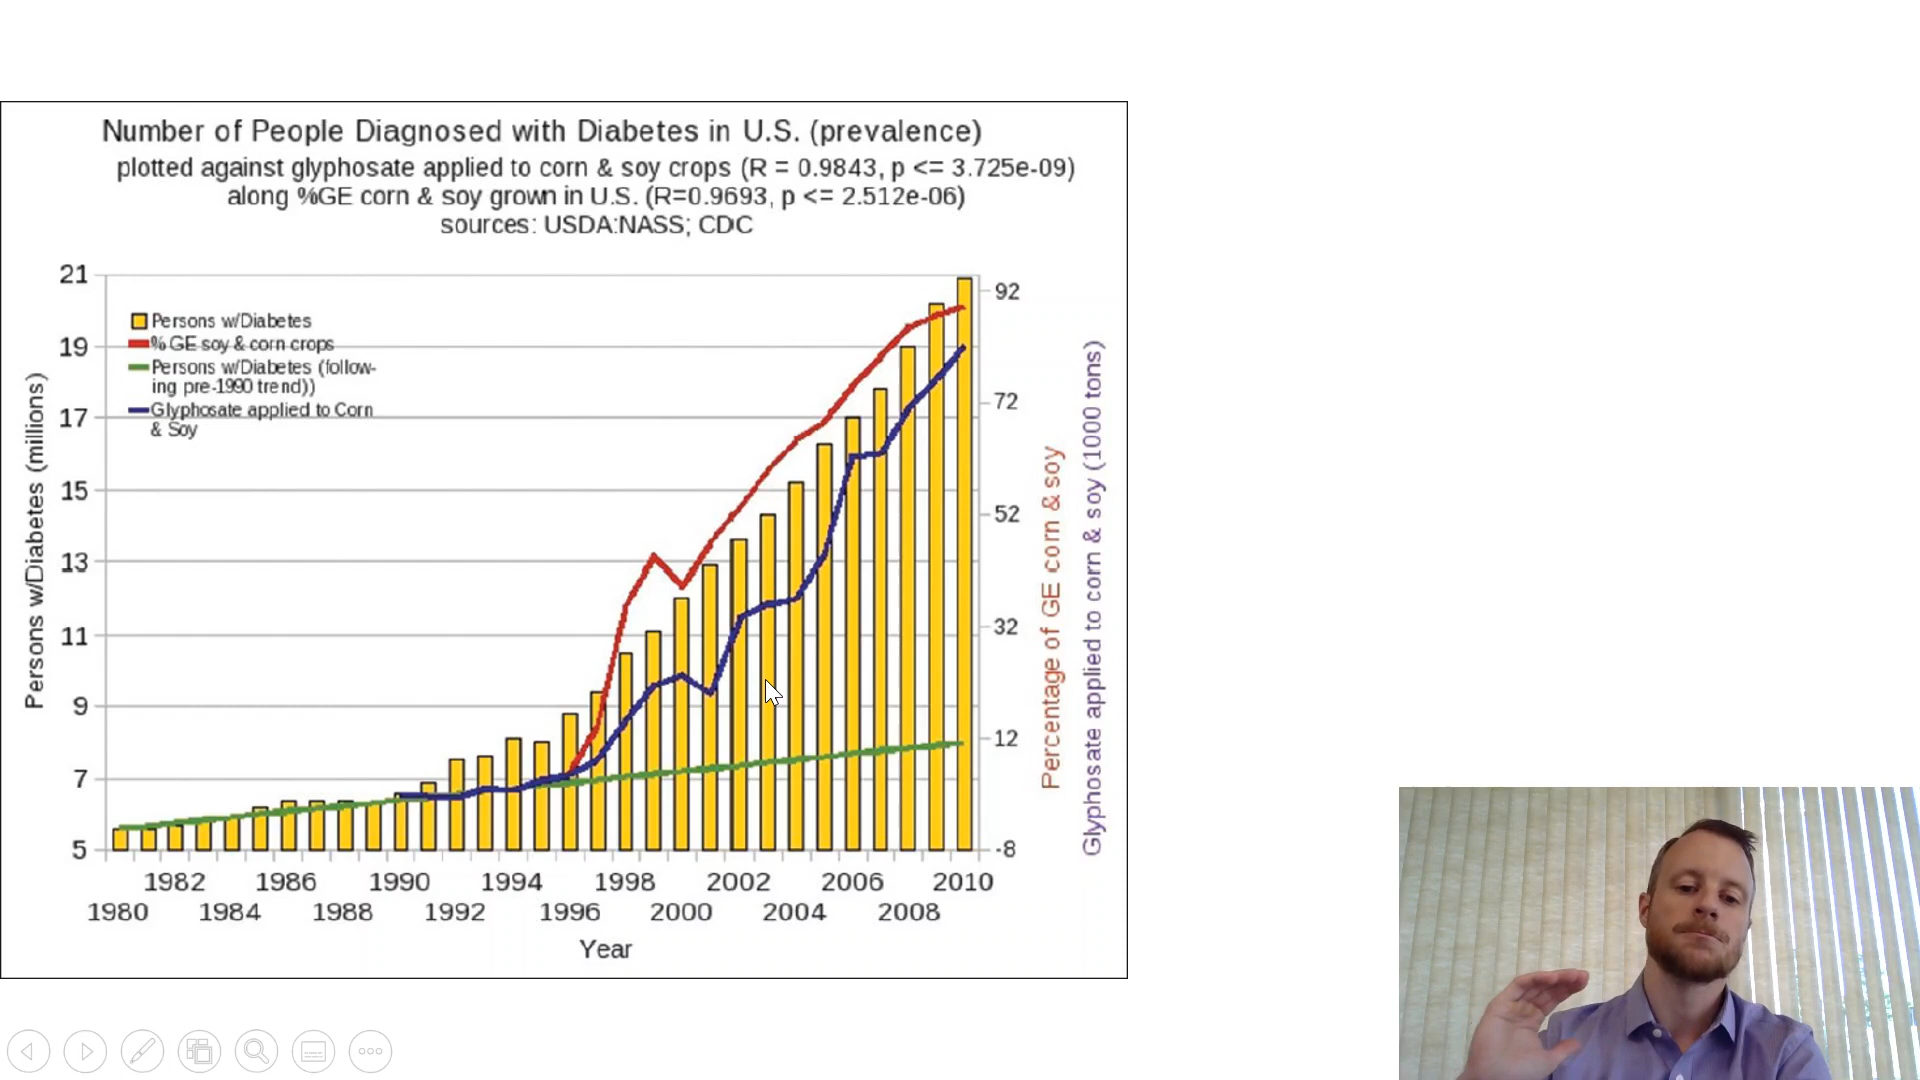 Number of People Diagnosed with Diabetes in U.S. (prevalence)
plotted against glyphosate applied to corn & soy crops (R = 0.9843, p <= 3.725e-09)
along %GE corn & soy grown in U.S. (R=0.9693, p <= 2.512e-06)
sources: USDA:NASS; CDC
Persons w/Diabetes (millions)
21
19
17
15
13
11
9
7
5
Persons w/Diabetes
% GE soy & corn crops
Persons w/Diabetes (follow-
ing pre-1990 trend))
Glyphosate applied to Corn
& Soy
92
72
52
32
12
-8
Percentage of GE corn & soy
Glyphosate applied to corn & soy (1000 tons)
1982 1986 1990 1994 1998 2002 2006 2010
1980 1984 1988 1992 1996 2000 2004 2008
Year